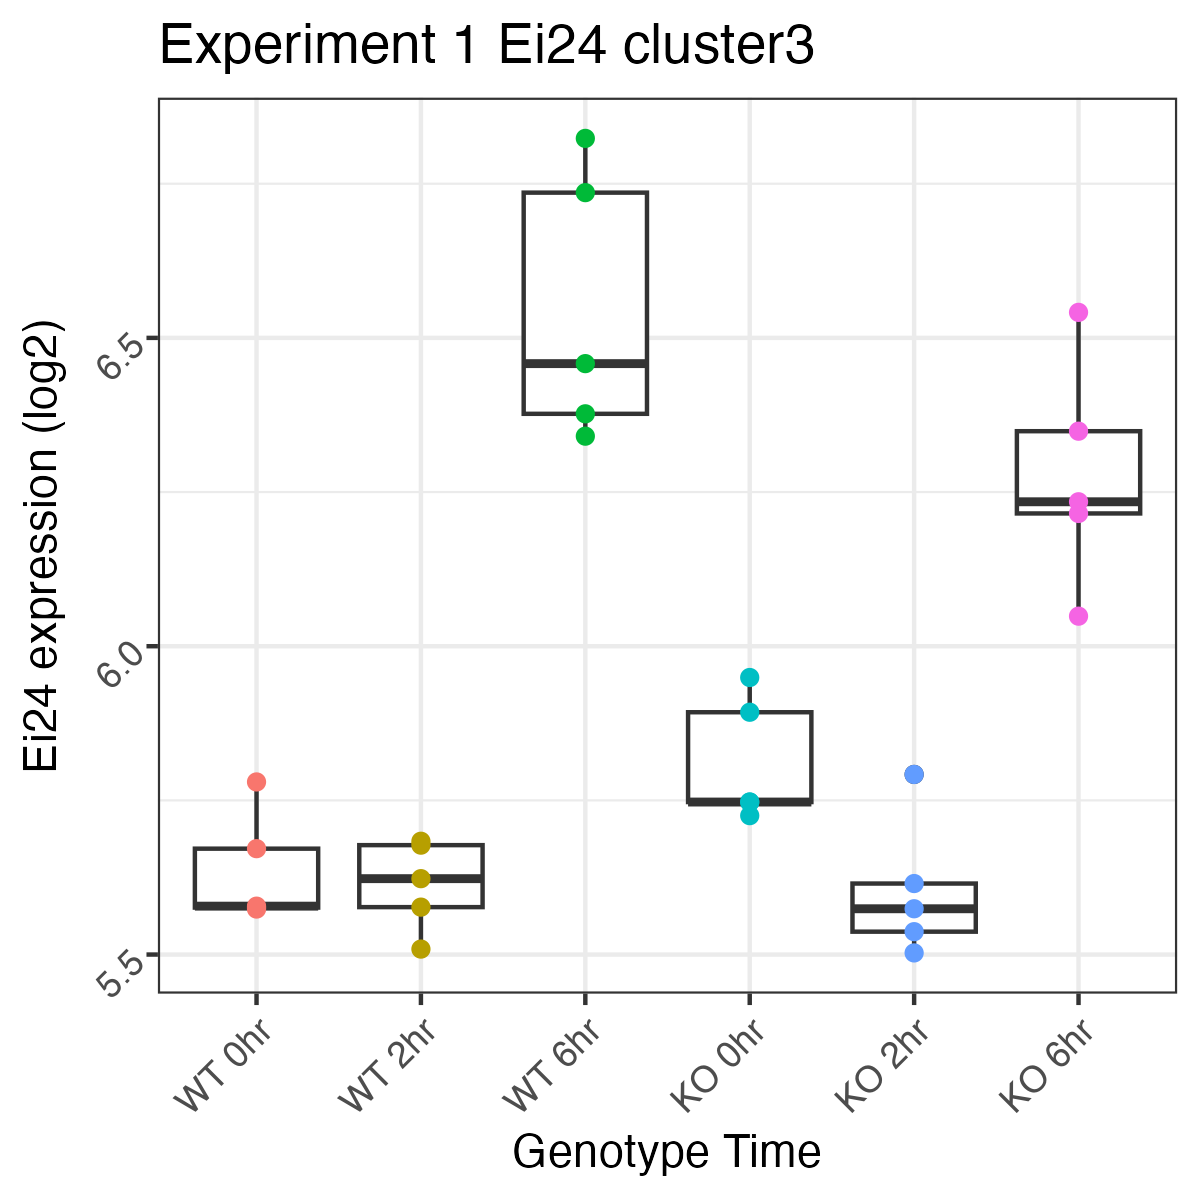 Experiment 1 Ei24 cluster3
Ei24 expression (log2)
6.5
6.0
5.5
WT 0hr
WT 2hr
WT 6hr
KO 0hr
KO 2hr
KO 6hr
Genotype Time